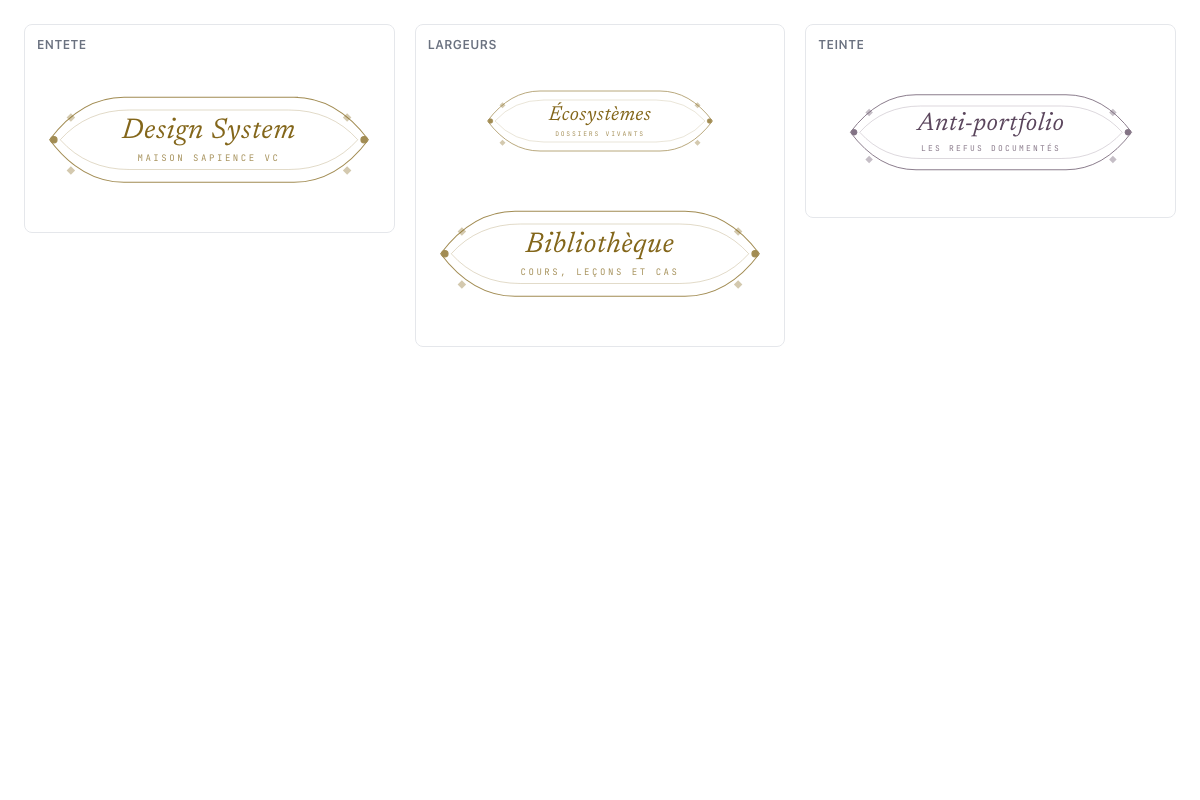 ENTETE
Design System
MAISON SAPIENCE VC
LARGEURS
Écosystèmes
DOSSIERS VIVANTS
Bibliothèque
COURS, LEÇONS ET CAS
TEINTE
Anti-portfolio
LES REFUS DOCUMENTÉS